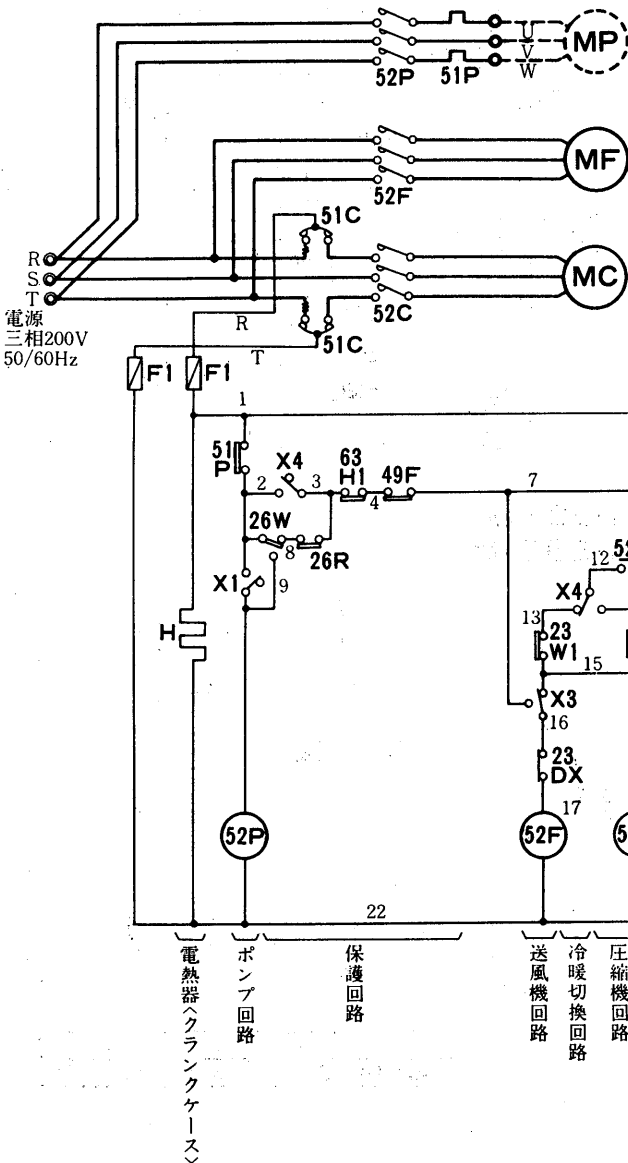 U
V
W
MP
52P
51P
MF
52F
51C
R
S
T
MC
52C
電源
三相200V
50/60Hz
R
T
51C
F1
F1
1
51
P
X4
2
3
63
H1
4
49F
7
26W
8
26R
X1
9
H
12
X4
13
23
W1
15
X3
16
23
DX
17
52P
52F
22
電熱器〈クランクケース〉
ポンプ回路
保護回路
送風機回路
冷暖切換回路
圧縮機回路